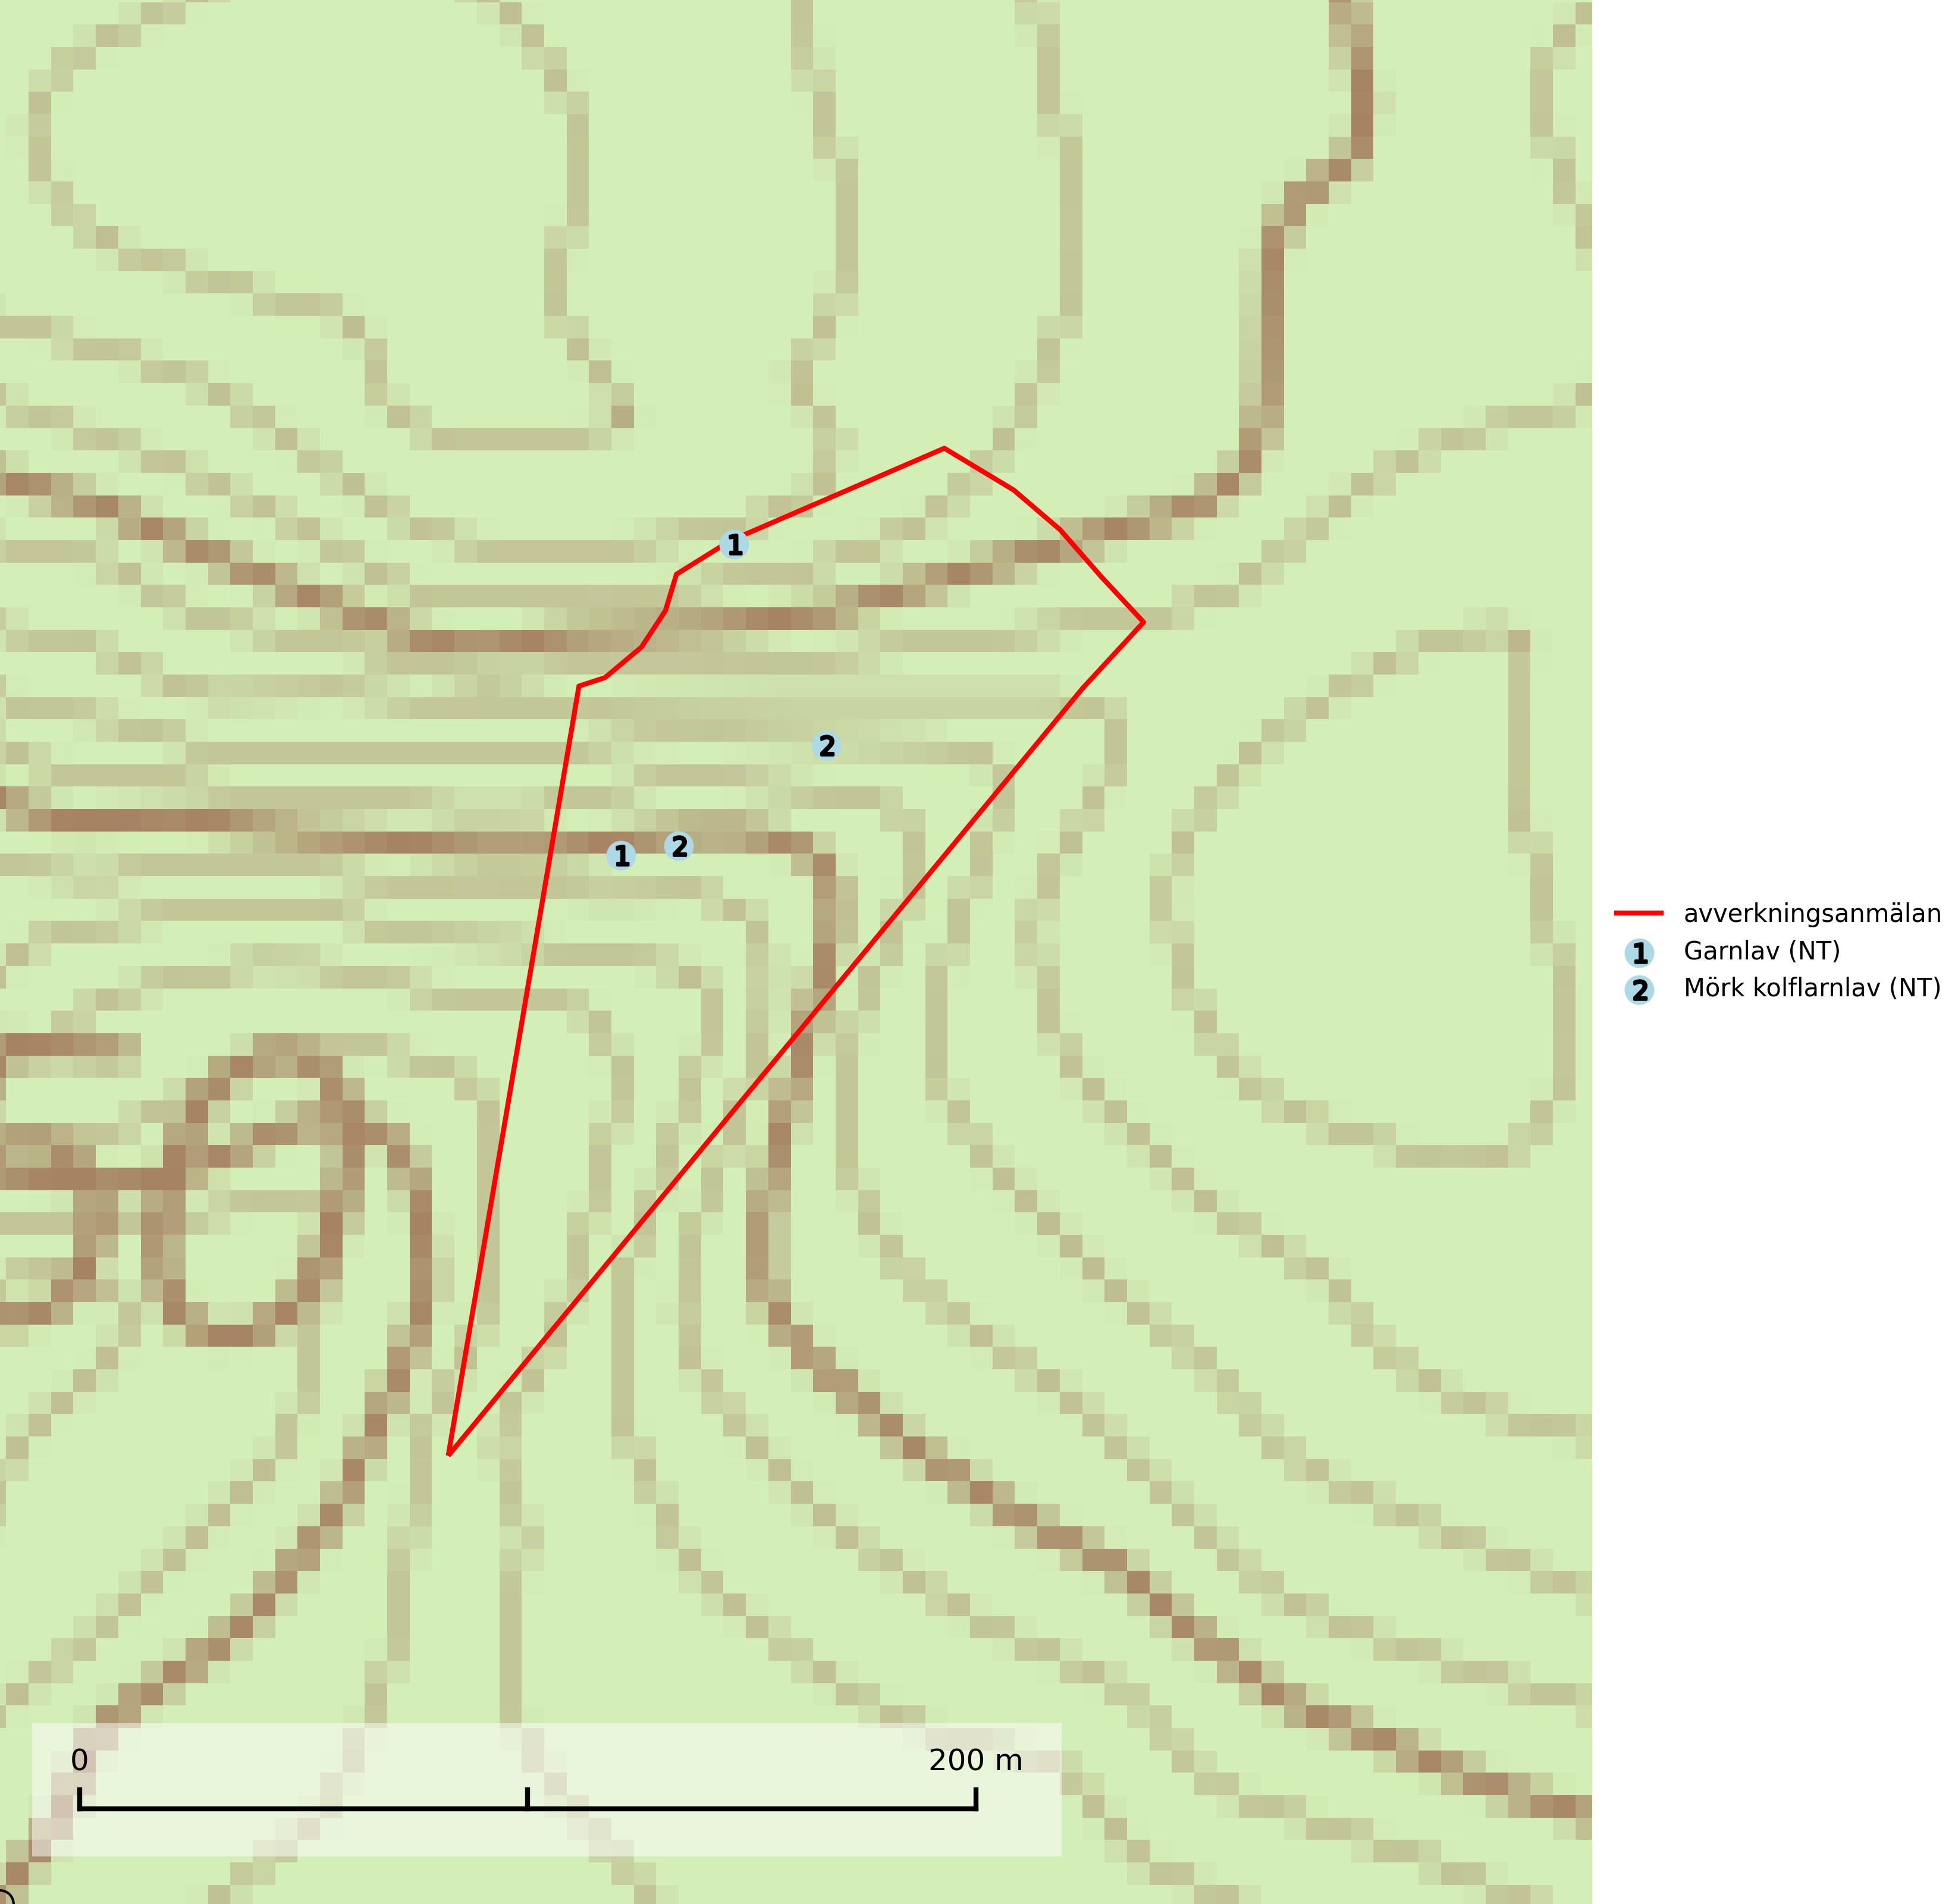 1
2
1
2
avverkningsanmälan
1 Garnlav (NT)
2 Mörk kolflarnlav (NT)
0 200 m